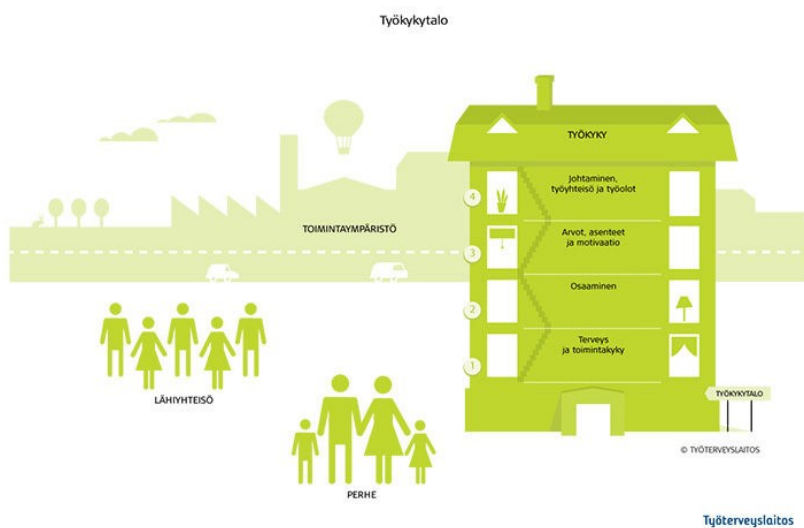 Työkykytalo
TYÖKYKY
4
Johtaminen,
työyhteisö ja työolot
TOIMINTAYMPÄRISTÖ
3
Arvot, asenteet
ja motivaatio
2
Osaaminen
1
Terveys
ja toimintakyky
LÄHIYHTEISÖ
PERHE
TYÖKYKYTALO
© TYÖTERVEYSLAITOS
Työterveyslaitos